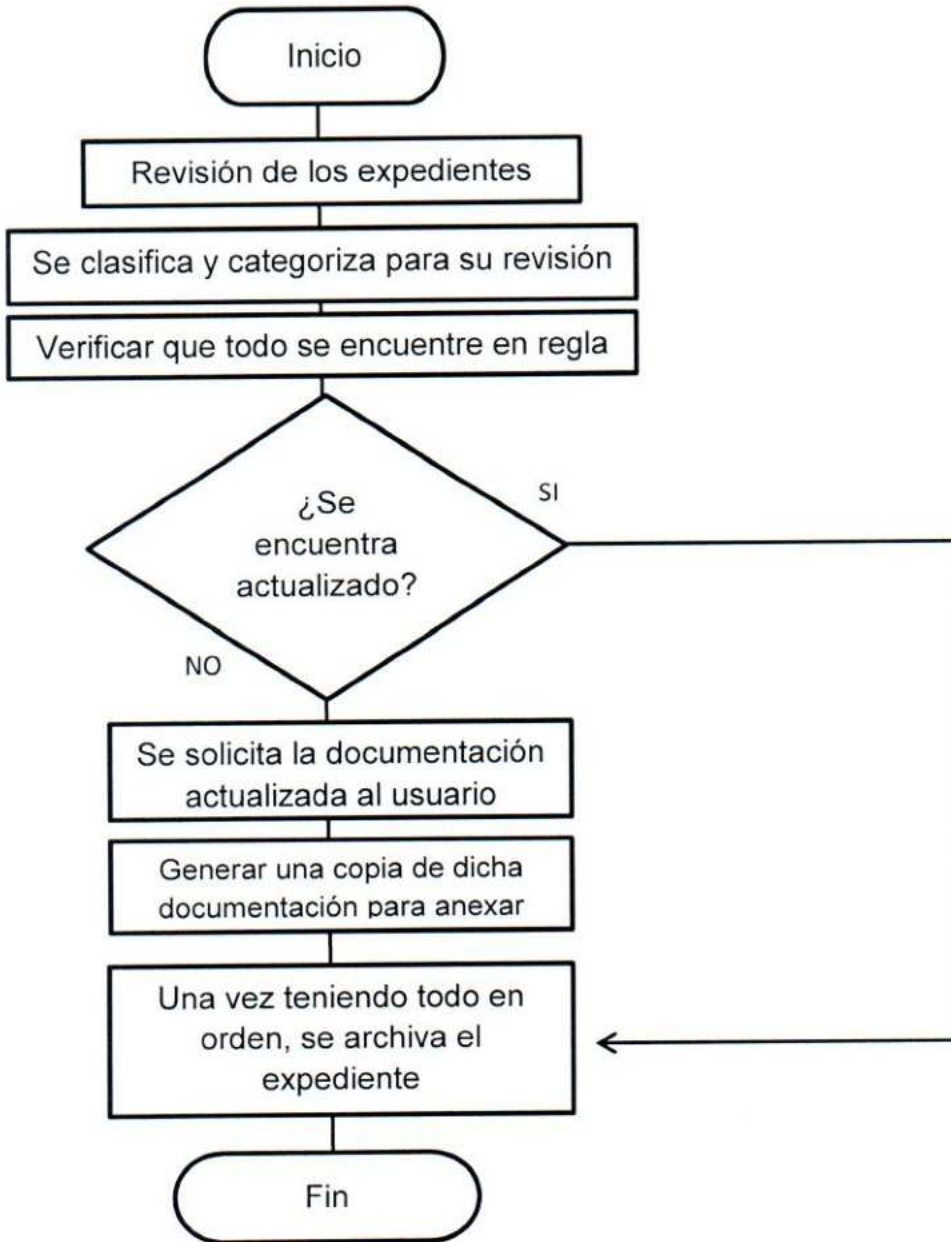 Inicio
Revisión de los expedientes
Se clasifica y categoriza para su revisión
Verificar que todo se encuentre en regla
¿Se
encuentra
actualizado?
SI
NO
Se solicita la documentación
actualizada al usuario
Generar una copia de dicha
documentación para anexar
Una vez teniendo todo en
orden, se archiva el
expediente
Fin